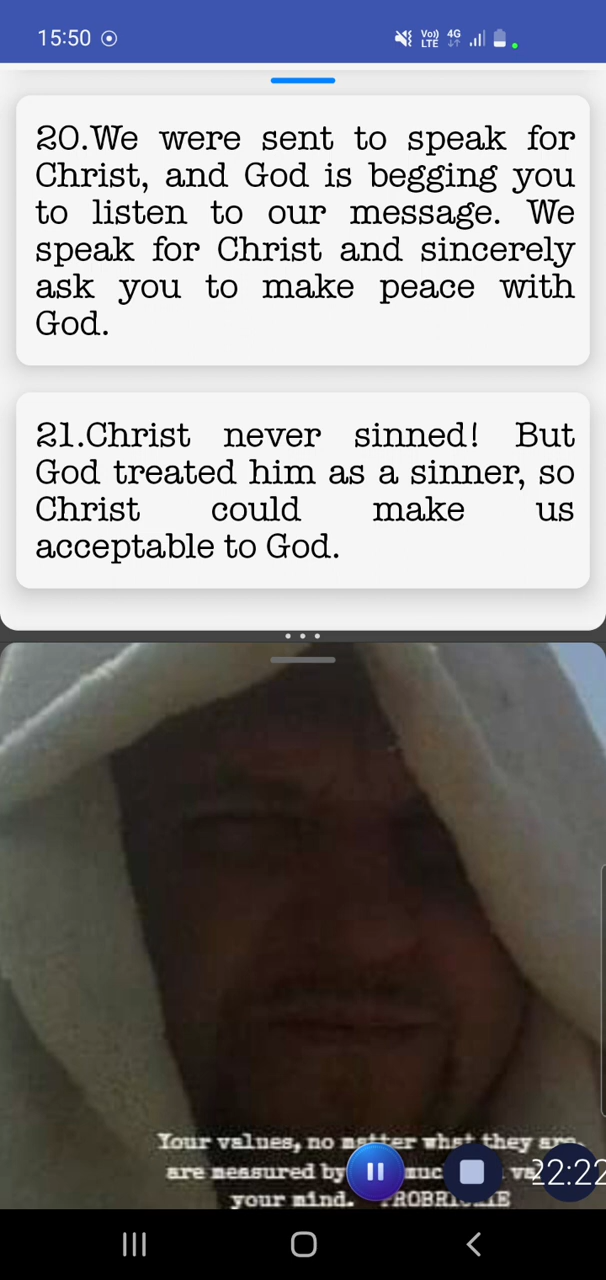 15:50
Vo))
LTE
4G
20.We were sent to speak for
Christ, and God is begging you
to listen to our message. We
speak for Christ and sincerely
ask you to make peace with
God.
21.Christ never sinned! But
God treated him as a sinner, so
Christ could make us
acceptable to God.
Your values, no matter what they are,
are measured by
your mind.
22:22